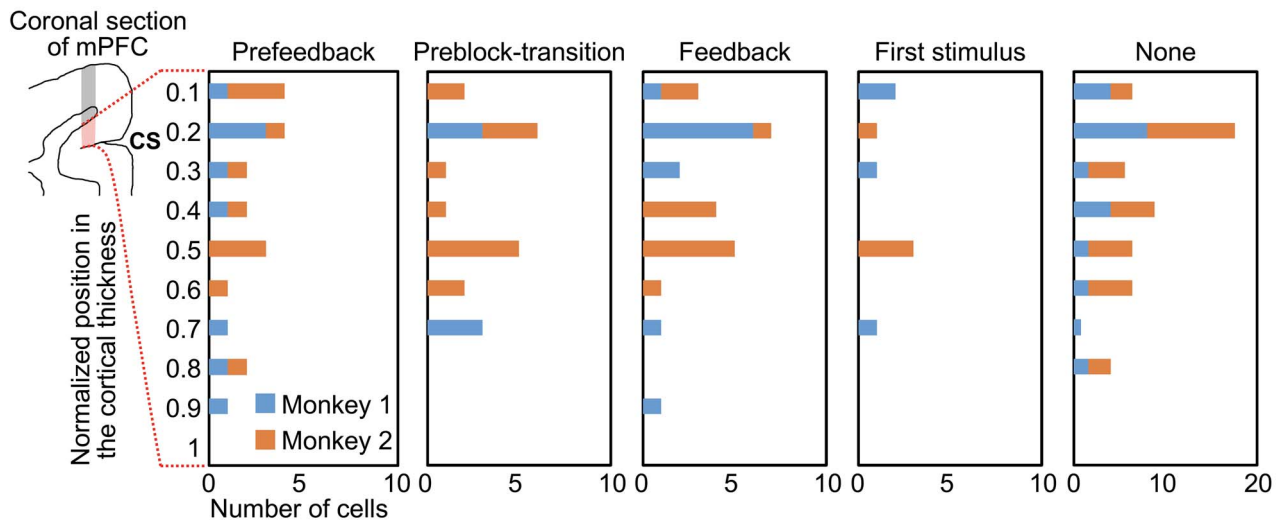 Coronal section
of mPFC
Prefeedback
Preblock-transition
Feedback
First stimulus
None
CS
Normalized position in
the cortical thickness
0.1
0.2
0.3
0.4
0.5
0.6
0.7
0.8
0.9
1
Monkey 1
Monkey 2
0 5 10
0 5 10
0 5 10
0 5 10
0 10 20
Number of cells